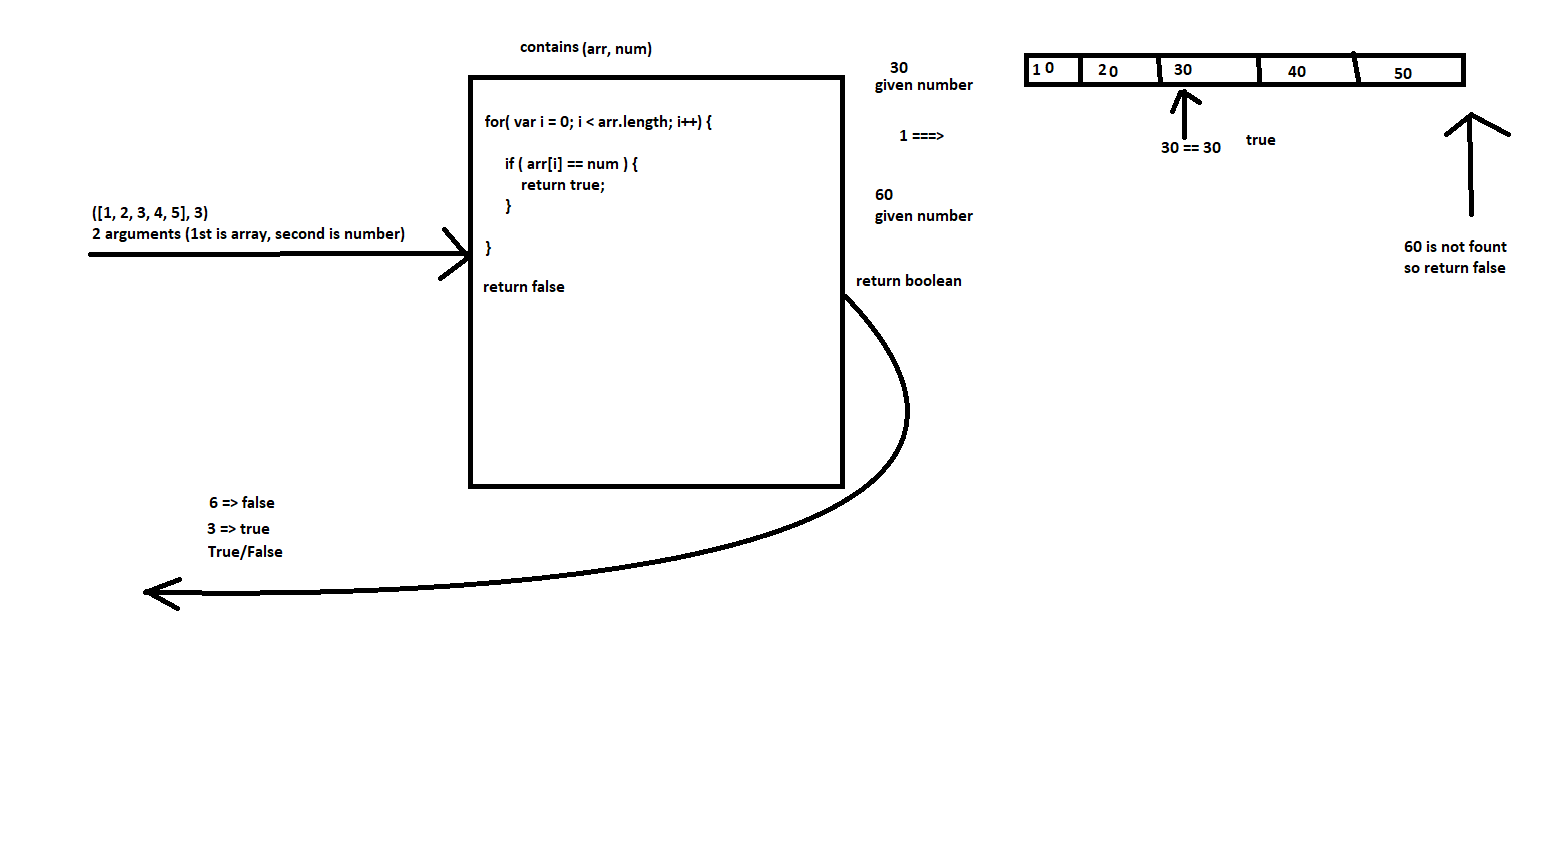 contains (arr, num)
for( var i = 0; i < arr.length; i++) {
if ( arr[i] == num ) {
return true;
}
}
return false
([1, 2, 3, 4, 5], 3)
2 arguments (1st is array, second is number)
30
given number
1 ===>
60
given number
return boolean
10 20 30 40 50
30 == 30
true
60 is not fount
so return false
6 => false
3 => true
True/False